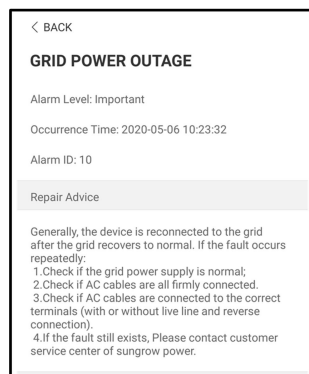 < BACK
GRID POWER OUTAGE
Alarm Level: Important
Occurrence Time: 2020-05-06 10:23:32
Alarm ID: 10
Repair Advice
Generally, the device is reconnected to the grid
after the grid recovers to normal. If the fault occurs
repeatedly:
1.Check if the grid power supply is normal;
2.Check if AC cables are all firmly connected.
3.Check if AC cables are connected to the correct
terminals (with or without live line and reverse
connection).
4.If the fault still exists, Please contact customer
service center of sungrow power.